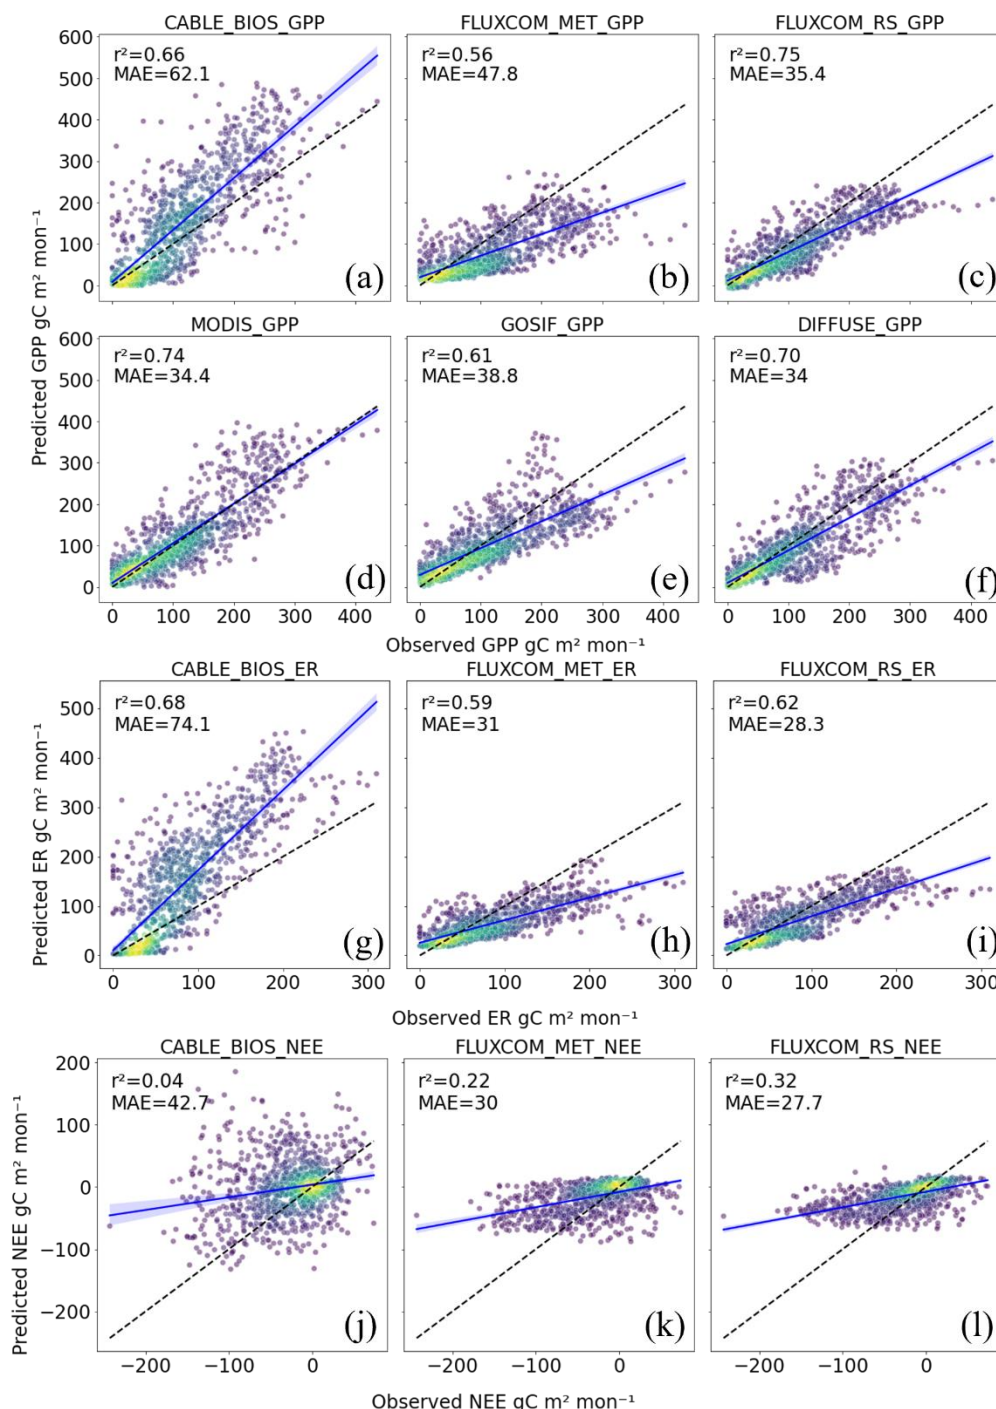 CABLE_BIOS_GPP FLUXCOM_MET_GPP FLUXCOM_RS_GPP
600
r²=0.66 r²=0.56 r²=0.75
MAE=62.1 MAE=47.8 MAE=35.4
500
400
300
200
100
0
(a) (b) (c)
MODIS_GPP GOSIF_GPP DIFFUSE_GPP
600
r²=0.74 r²=0.61 r²=0.70
MAE=34.4 MAE=38.8 MAE=34
500
400
300
200
100
0
(d) (e) (f)
0 100 200 300 400 0 100 200 300 400 0 100 200 300 400
Predicted GPP gC m² mon⁻¹
Observed GPP gC m² mon⁻¹
CABLE_BIOS_ER FLUXCOM_MET_ER FLUXCOM_RS_ER
r²=0.68 r²=0.59 r²=0.62
MAE=74.1 MAE=31 MAE=28.3
500
400
300
200
100
0
(g) (h) (i)
0 100 200 300 0 100 200 300 0 100 200 300
Predicted ER gC m² mon⁻¹
Observed ER gC m² mon⁻¹
CABLE_BIOS_NEE FLUXCOM_MET_NEE FLUXCOM_RS_NEE
200
r²=0.04 r²=0.22 r²=0.32
MAE=42.7 MAE=30 MAE=27.7
100
0
−100
−200
(j) (k) (l)
−200 −100 0 −200 −100 0 −200 −100 0
Predicted NEE gC m² mon⁻¹
Observed NEE gC m² mon⁻¹